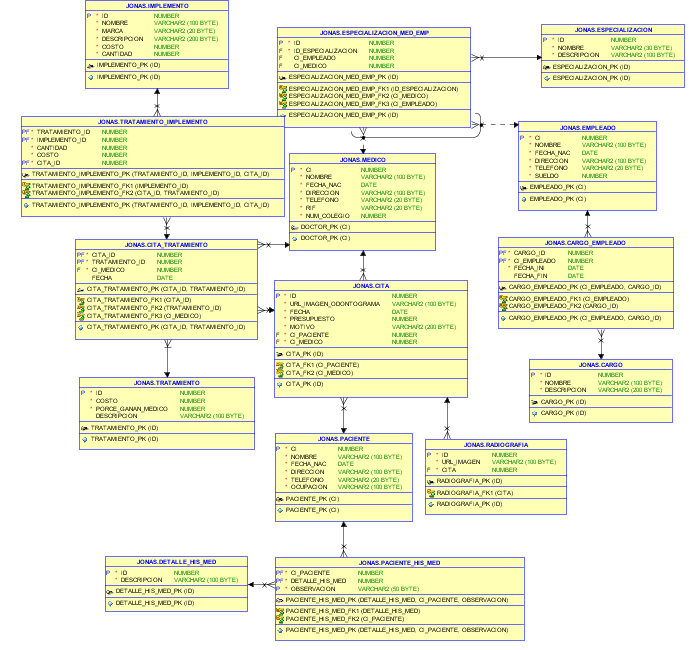 JONAS.IMPLEMENTO
P * ID NUMBER
* NOMBRE VARCHAR2 (100 BYTE)
* MARCA VARCHAR2 (20 BYTE)
* DESCRIPCION VARCHAR2 (200 BYTE)
* COSTO NUMBER
* CANTIDAD NUMBER
IMPLEMENTO_PK (ID)
IMPLEMENTO_PK (ID)
JONAS.ESPECIALIZACION_MED_EMP
P * ID NUMBER
F * ID_ESPECIALIZACION NUMBER
F CI_EMPLEADO NUMBER
F CI_MEDICO NUMBER
ESPECIALIZACION_MED_EMP_PK (ID)
ESPECIALIZACION_MED_EMP_FK1 (ID_ESPECIALIZACION)
ESPECIALIZACION_MED_EMP_FK2 (CI_MEDICO)
ESPECIALIZACION_MED_EMP_FK3 (CI_EMPLEADO)
ESPECIALIZACION_MED_EMP_PK (ID)
JONAS.ESPECIALIZACION
P * ID NUMBER
* NOMBRE VARCHAR2 (30 BYTE)
* DESCRIPCION VARCHAR2 (100 BYTE)
ESPECIALIZACION_PK (ID)
ESPECIALIZACION_PK (ID)
JONAS.TRATAMIENTO_IMPLEMENTO
PF * TRATAMIENTO_ID NUMBER
PF * IMPLEMENTO_ID NUMBER
* CANTIDAD NUMBER
* COSTO NUMBER
PF * CITA_ID NUMBER
TRATAMIENTO_IMPLEMENTO_PK (TRATAMIENTO_ID, IMPLEMENTO_ID, CITA_ID)
TRATAMIENTO_IMPLEMENTO_FK1 (IMPLEMENTO_ID)
TRATAMIENTO_IMPLEMENTO_FK2 (CITA_ID, TRATAMIENTO_ID)
TRATAMIENTO_IMPLEMENTO_PK (TRATAMIENTO_ID, IMPLEMENTO_ID, CITA_ID)
JONAS.EMPLEADO
P * CI NUMBER
* NOMBRE VARCHAR2 (100 BYTE)
* FECHA_NAC DATE
* DIRECCION VARCHAR2 (100 BYTE)
* TELEFONO VARCHAR2 (20 BYTE)
* SUELDO NUMBER
EMPLEADO_PK (CI)
EMPLEADO_PK (CI)
JONAS.MEDICO
P * CI NUMBER
* NOMBRE VARCHAR2 (100 BYTE)
* FECHA_NAC DATE
* DIRECCION VARCHAR2 (100 BYTE)
* TELEFONO VARCHAR2 (20 BYTE)
* RIF VARCHAR2 (20 BYTE)
* NUM_COLEGIO NUMBER
DOCTOR_PK (CI)
DOCTOR_PK (CI)
JONAS.CITA_TRATAMIENTO
PF * CITA_ID NUMBER
PF * TRATAMIENTO_ID NUMBER
F * CI_MEDICO NUMBER
FECHA DATE
CITA_TRATAMIENTO_PK (CITA_ID, TRATAMIENTO_ID)
CITA_TRATAMIENTO_FK1 (CITA_ID)
CITA_TRATAMIENTO_FK2 (TRATAMIENTO_ID)
CITA_TRATAMIENTO_FK3 (CI_MEDICO)
CITA_TRATAMIENTO_PK (CITA_ID, TRATAMIENTO_ID)
JONAS.CARGO_EMPLEADO
PF * CARGO_ID NUMBER
PF * CI_EMPLEADO NUMBER
* FECHA_INI DATE
FECHA_FIN DATE
CARGO_EMPLEADO_PK (CI_EMPLEADO, CARGO_ID)
CARGO_EMPLEADO_FK1 (CI_EMPLEADO)
CARGO_EMPLEADO_FK2 (CARGO_ID)
CARGO_EMPLEADO_PK (CI_EMPLEADO, CARGO_ID)
JONAS.CITA
P * ID NUMBER
* URL_IMAGEN_ODONTOGRAMA VARCHAR2 (100 BYTE)
* FECHA DATE
* PRESUPUESTO NUMBER
* MOTIVO VARCHAR2 (200 BYTE)
F * CI_PACIENTE NUMBER
F * CI_MEDICO NUMBER
CITA_PK (ID)
CITA_FK1 (CI_PACIENTE)
CITA_FK2 (CI_MEDICO)
CITA_PK (ID)
JONAS.CARGO
P * ID NUMBER
* NOMBRE VARCHAR2 (100 BYTE)
* DESCRIPCION VARCHAR2 (200 BYTE)
CARGO_PK (ID)
CARGO_PK (ID)
JONAS.TRATAMIENTO
P * ID NUMBER
* COSTO NUMBER
* PORCE_GANAN_MEDICO NUMBER
DESCRIPCION VARCHAR2 (100 BYTE)
TRATAMIENTO_PK (ID)
TRATAMIENTO_PK (ID)
JONAS.PACIENTE
P * CI NUMBER
* NOMBRE VARCHAR2 (100 BYTE)
* FECHA_NAC DATE
* DIRECCION VARCHAR2 (100 BYTE)
* TELEFONO VARCHAR2 (20 BYTE)
* OCUPACION VARCHAR2 (100 BYTE)
PACIENTE_PK (CI)
PACIENTE_PK (CI)
JONAS.RADIOGRAFIA
P * ID NUMBER
* URL_IMAGEN VARCHAR2 (100 BYTE)
F * CITA NUMBER
RADIOGRAFIA_PK (ID)
RADIOGRAFIA_FK1 (CITA)
RADIOGRAFIA_PK (ID)
JONAS.DETALLE_HIS_MED
P * ID NUMBER
* DESCRIPCION VARCHAR2 (100 BYTE)
DETALLE_HIS_MED_PK (ID)
DETALLE_HIS_MED_PK (ID)
JONAS.PACIENTE_HIS_MED
PF * CI_PACIENTE NUMBER
PF * DETALLE_HIS_MED NUMBER
P * OBSERVACION VARCHAR2 (50 BYTE)
PACIENTE_HIS_MED_PK (DETALLE_HIS_MED, CI_PACIENTE, OBSERVACION)
PACIENTE_HIS_MED_FK1 (DETALLE_HIS_MED)
PACIENTE_HIS_MED_FK2 (CI_PACIENTE)
PACIENTE_HIS_MED_PK (DETALLE_HIS_MED, CI_PACIENTE, OBSERVACION)